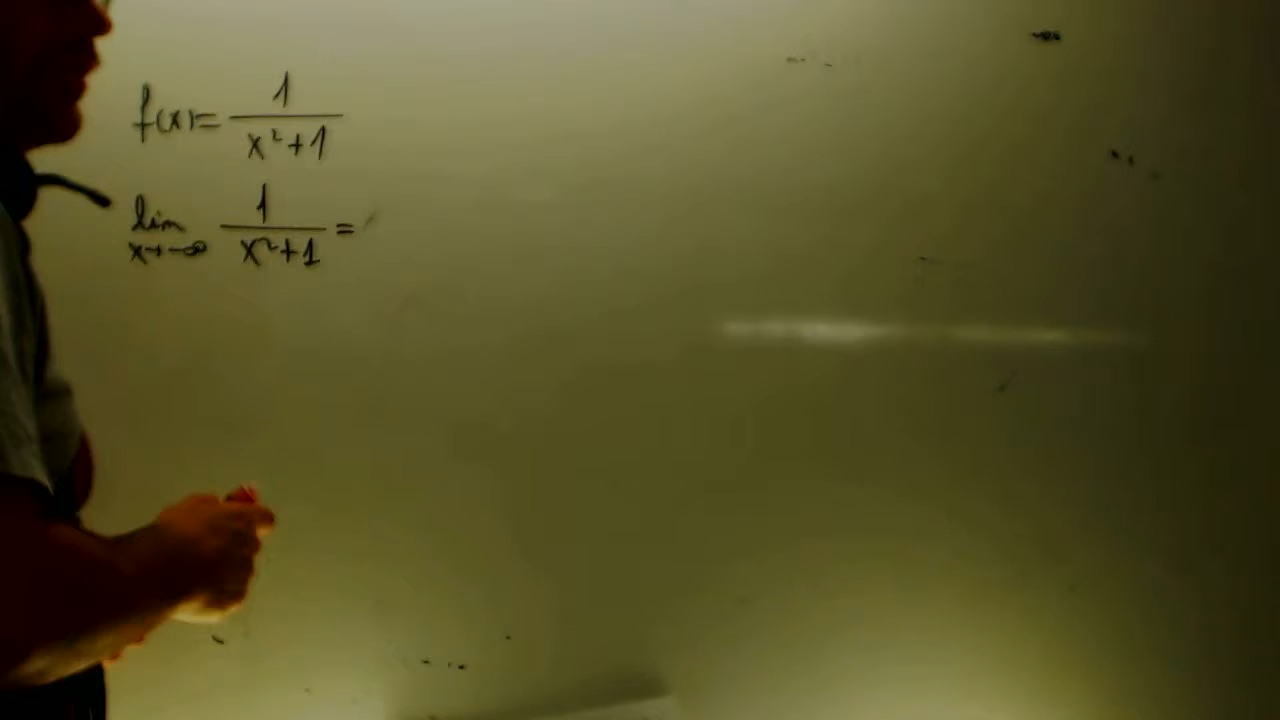 f(x)= 1/(x²+1)
lim x→-∞ 1/(x²+1) =